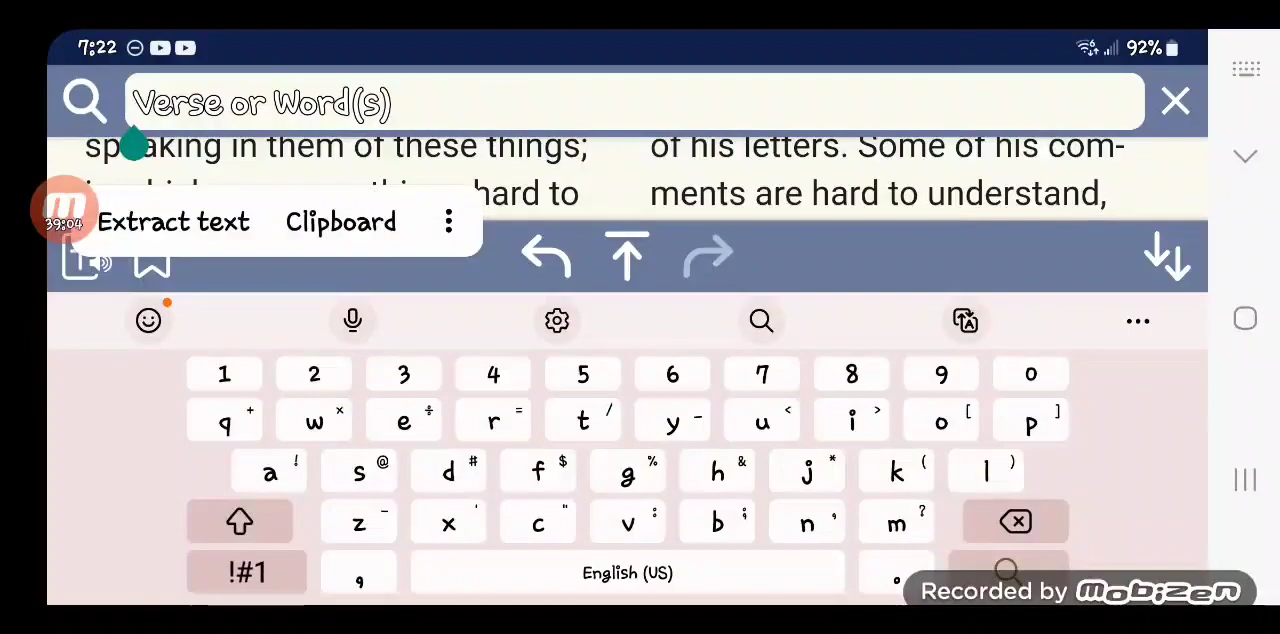 7:22 92%
Verse or Word(s)
speaking in them of these things;
hard to
of his letters. Some of his com-
ments are hard to understand,
39:04
Extract text Clipboard
1 2 3 4 5 6 7 8 9 0
q + w × e ÷ r = t / y - u < i > o [ p ]
a ! s @ d # f $ g % h & j * k ( l )
z - x ' c " v : b ; n , m ?
!#1 , English (US) .
Recorded by mobizen